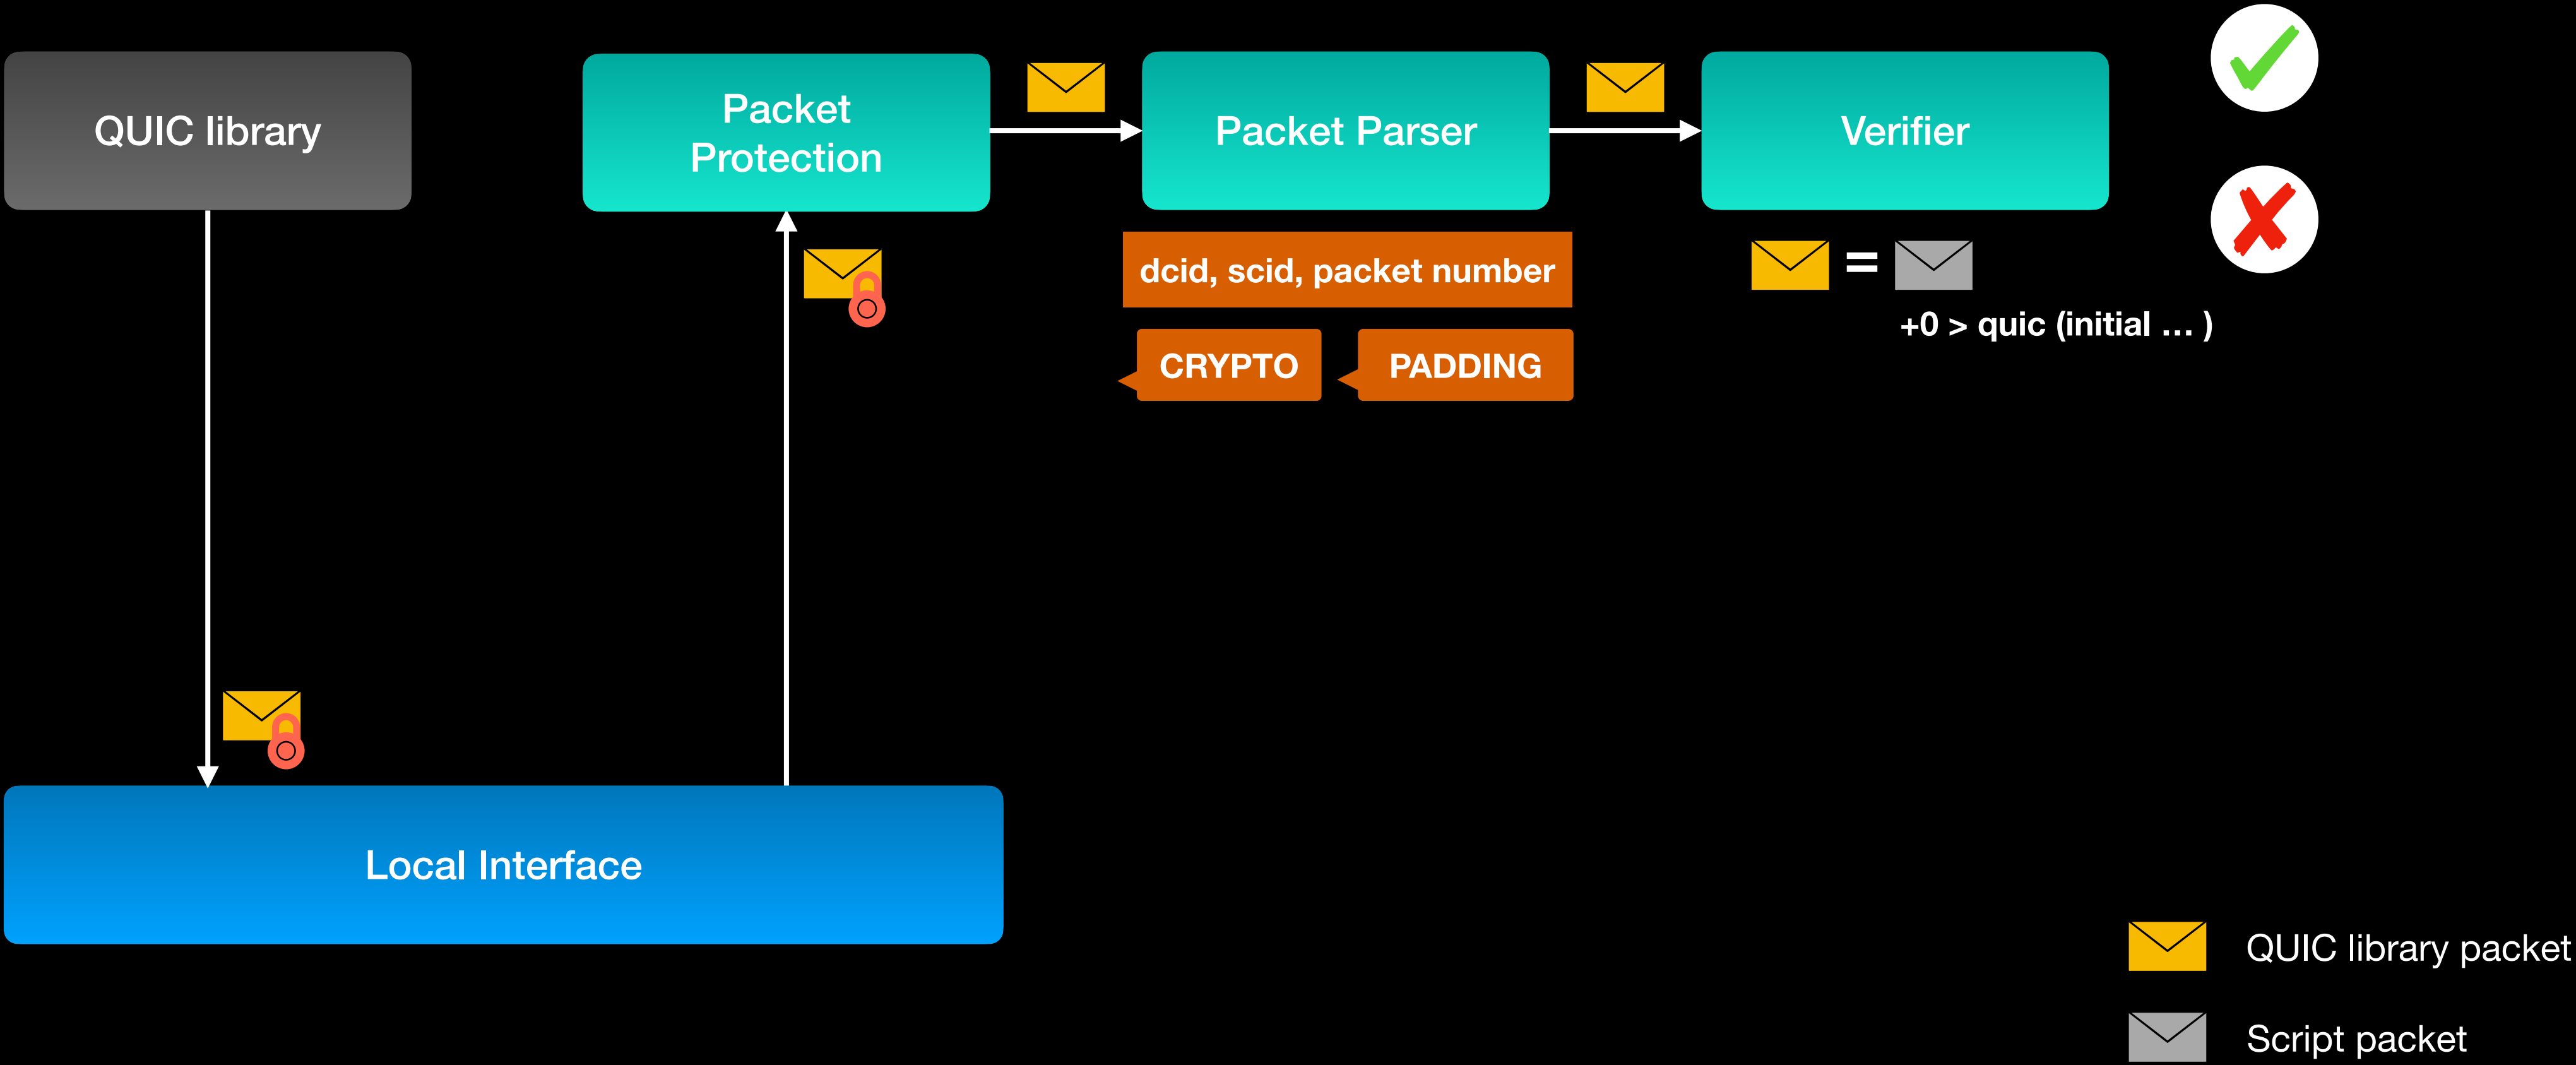 QUIC library
Packet
Protection
Packet Parser
Verifier
dcid, scid, packet number
CRYPTO
PADDING
=
+0 > quic (initial … )
Local Interface
QUIC library packet
Script packet